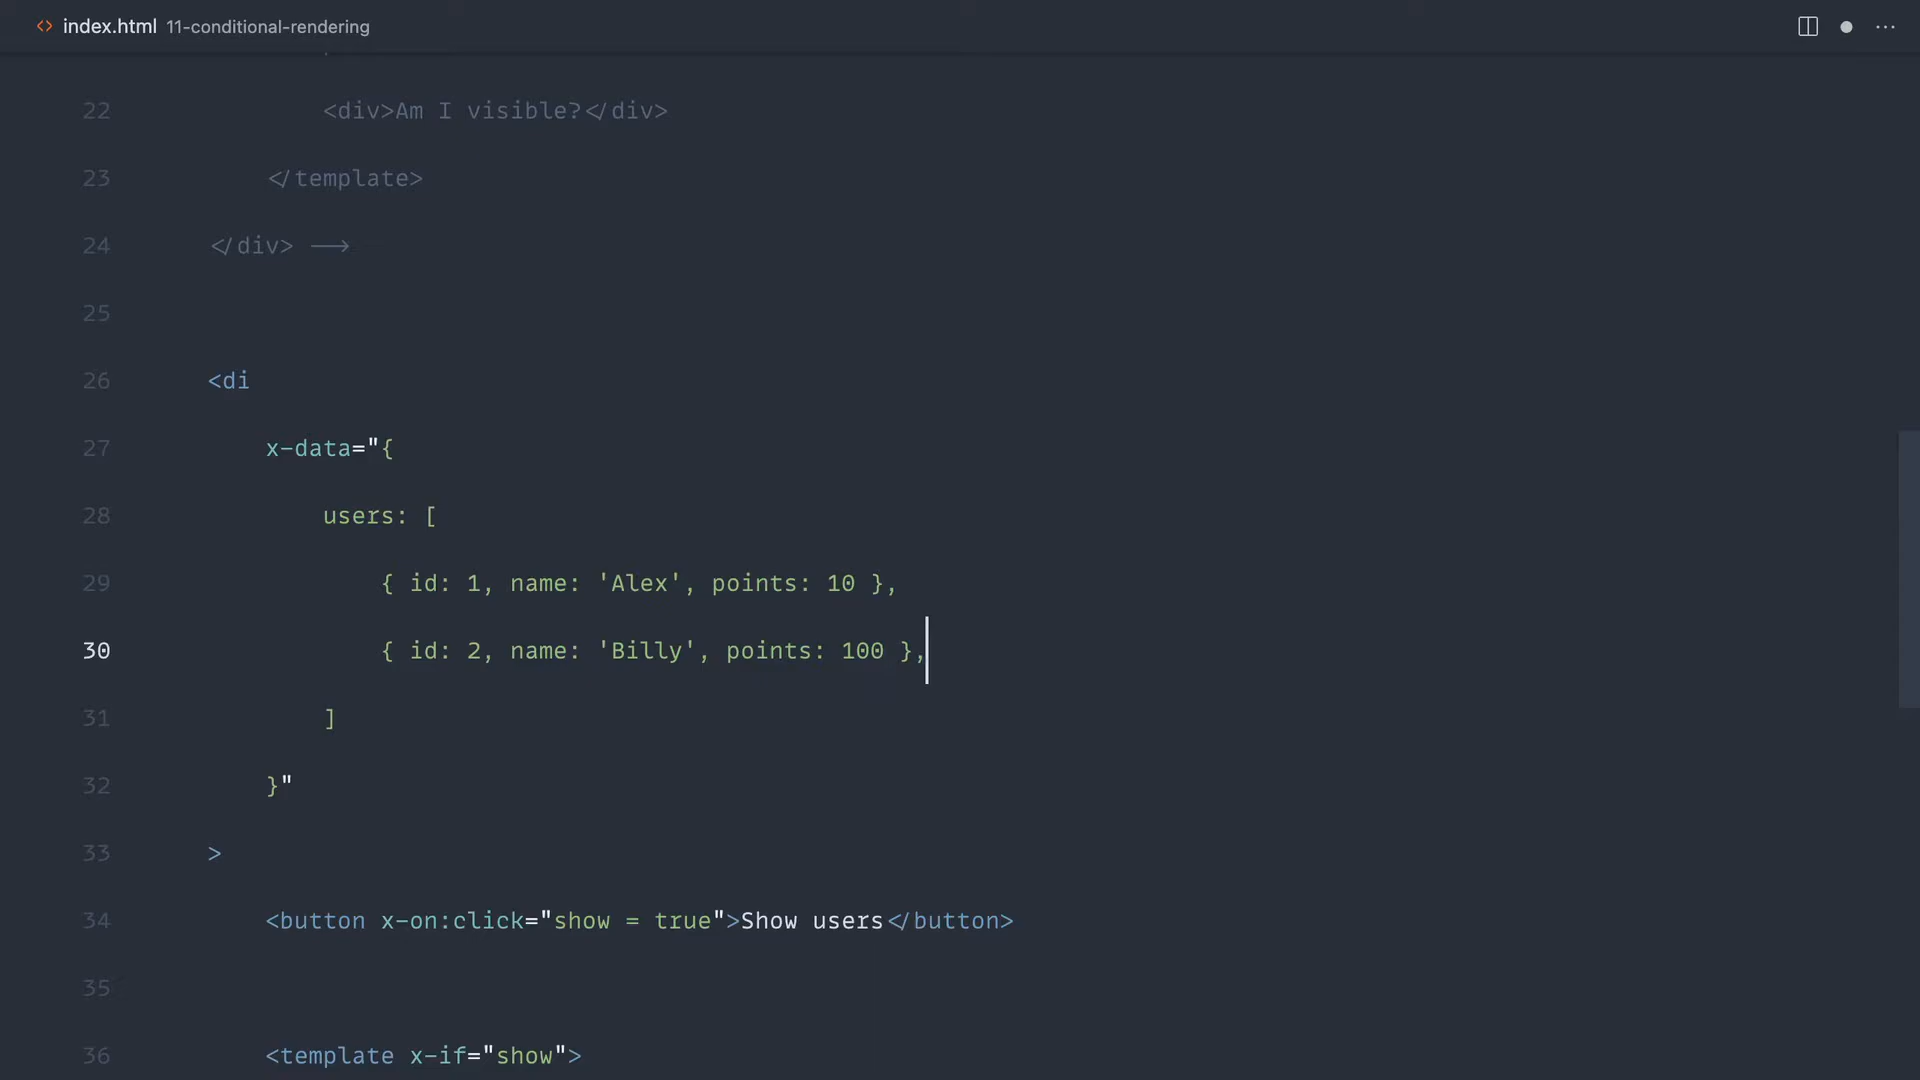 index.html 11-conditional-rendering
22 <div>Am I visible?</div>
23 </template>
24 </div> -->
25
26 <di
27 x-data="{
28 users: [
29 { id: 1, name: 'Alex', points: 10 },
30 { id: 2, name: 'Billy', points: 100 },
31 ]
32 }"
33 >
34 <button x-on:click="show = true">Show users</button>
35
36 <template x-if="show">